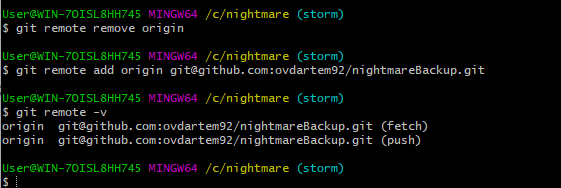 User@WIN-7OISL8HH745 MINGW64 /c/nightmare (storm)
$ git remote remove origin
User@WIN-7OISL8HH745 MINGW64 /c/nightmare (storm)
$ git remote add origin git@github.com:ovdartem92/nightmareBackup.git
User@WIN-7OISL8HH745 MINGW64 /c/nightmare (storm)
$ git remote -v
origin  git@github.com:ovdartem92/nightmareBackup.git (fetch)
origin  git@github.com:ovdartem92/nightmareBackup.git (push)
User@WIN-7OISL8HH745 MINGW64 /c/nightmare (storm)
$